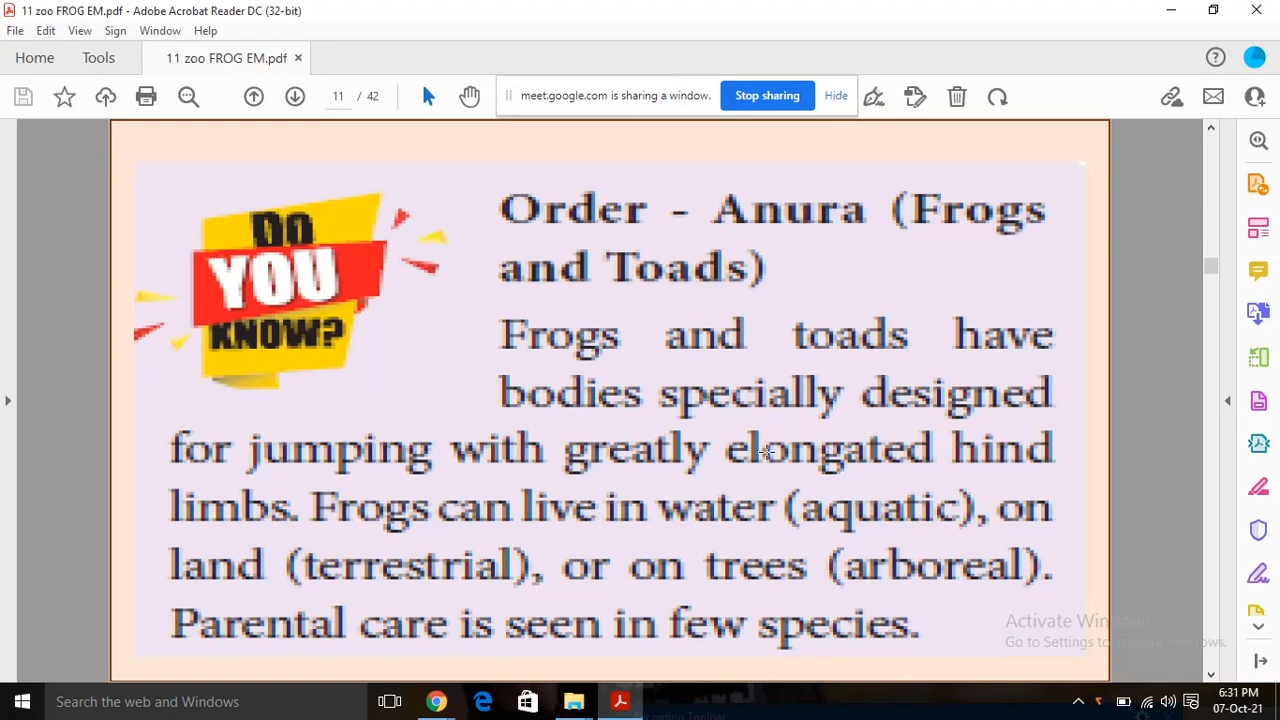 11 zoo FROG EM.pdf - Adobe Acrobat Reader DC (32-bit)
File Edit View Sign Window Help
Home Tools 11 zoo FROG EM.pdf ×
11 / 42
meet.google.com is sharing a window. Stop sharing Hide
DO
YOU
KNOW?
Order - Anura (Frogs
and Toads)
Frogs and toads have
bodies specially designed
for jumping with greatly elongated hind
limbs. Frogs can live in water (aquatic), on
land (terrestrial), or on trees (arboreal).
Parental care is seen in few species.
Activate Windows
Go to Settings to activate Windows.
Search the web and Windows
Recording Toolbar
6:31 PM
07-Oct-21